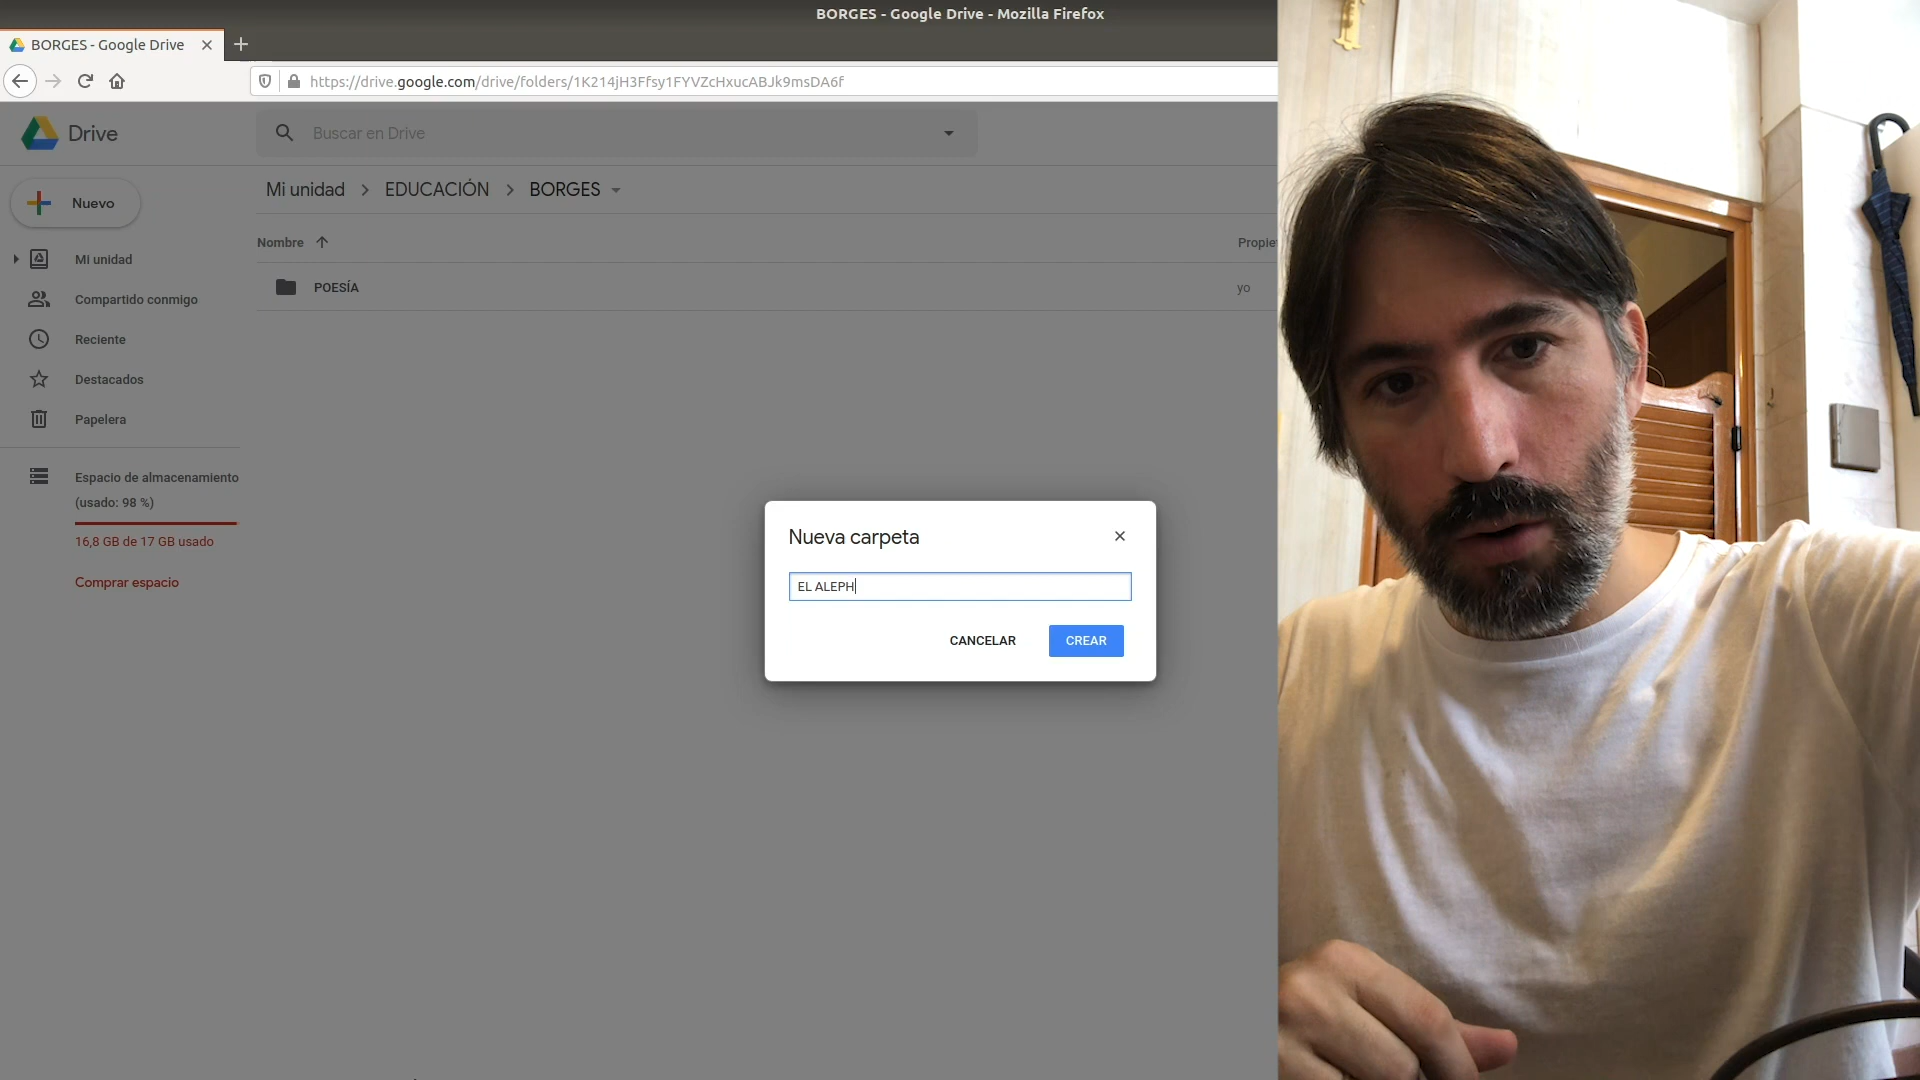 BORGES - Google Drive - Mozilla Firefox
BORGES - Google Drive
https://drive.google.com/drive/folders/1K214jH3Ffsy1FYVZcHxucABJk9msDA6f
Drive
Buscar en Drive
Nuevo
Mi unidad > EDUCACIÓN > BORGES
Nombre
Propie
POESÍA
yo
Mi unidad
Compartido conmigo
Reciente
Destacados
Papelera
Espacio de almacenamiento
(usado: 98 %)
16,8 GB de 17 GB usado
Comprar espacio
Nueva carpeta
EL ALEPH
CANCELAR
CREAR